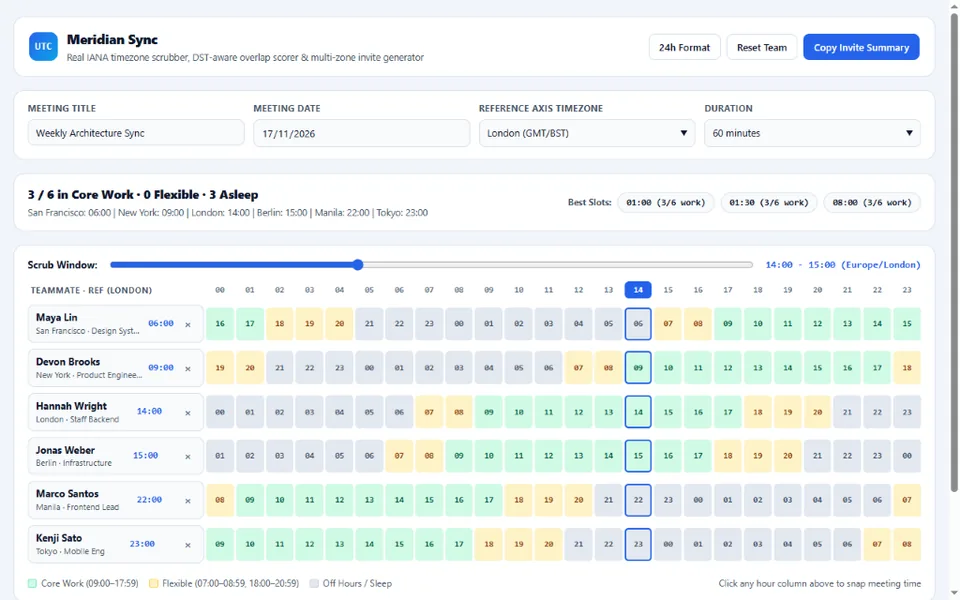 UTC
Meridian Sync
Real IANA timezone scrubber, DST-aware overlap scorer & multi-zone invite generator
24h Format
Reset Team
Copy Invite Summary
MEETING TITLE
MEETING DATE
REFERENCE AXIS TIMEZONE
DURATION
Weekly Architecture Sync
17/11/2026
London (GMT/BST)
60 minutes
3 / 6 in Core Work · 0 Flexible · 3 Asleep
San Francisco: 06:00 | New York: 09:00 | London: 14:00 | Berlin: 15:00 | Manila: 22:00 | Tokyo: 23:00
Best Slots:
01:00 (3/6 work)
01:30 (3/6 work)
08:00 (3/6 work)
Scrub Window:
14:00 - 15:00 (Europe/London)
TEAMMATE · REF (LONDON) 00 01 02 03 04 05 06 07 08 09 10 11 12 13 14 15 16 17 18 19 20 21 22 23
Maya Lin
San Francisco · Design Syst...
06:00 ×
16 17 18 19 20 21 22 23 00 01 02 03 04 05 06 07 08 09 10 11 12 13 14 15
Devon Brooks
New York · Product Enginee...
09:00 ×
19 20 21 22 23 00 01 02 03 04 05 06 07 08 09 10 11 12 13 14 15 16 17 18
Hannah Wright
London · Staff Backend
14:00 ×
00 01 02 03 04 05 06 07 08 09 10 11 12 13 14 15 16 17 18 19 20 21 22 23
Jonas Weber
Berlin · Infrastructure
15:00 ×
01 02 03 04 05 06 07 08 09 10 11 12 13 14 15 16 17 18 19 20 21 22 23 00
Marco Santos
Manila · Frontend Lead
22:00 ×
08 09 10 11 12 13 14 15 16 17 18 19 20 21 22 23 00 01 02 03 04 05 06 07
Kenji Sato
Tokyo · Mobile Eng
23:00 ×
09 10 11 12 13 14 15 16 17 18 19 20 21 22 23 00 01 02 03 04 05 06 07 08
Core Work (09:00–17:59)
Flexible (07:00–08:59, 18:00–20:59)
Off Hours / Sleep
Click any hour column above to snap meeting time